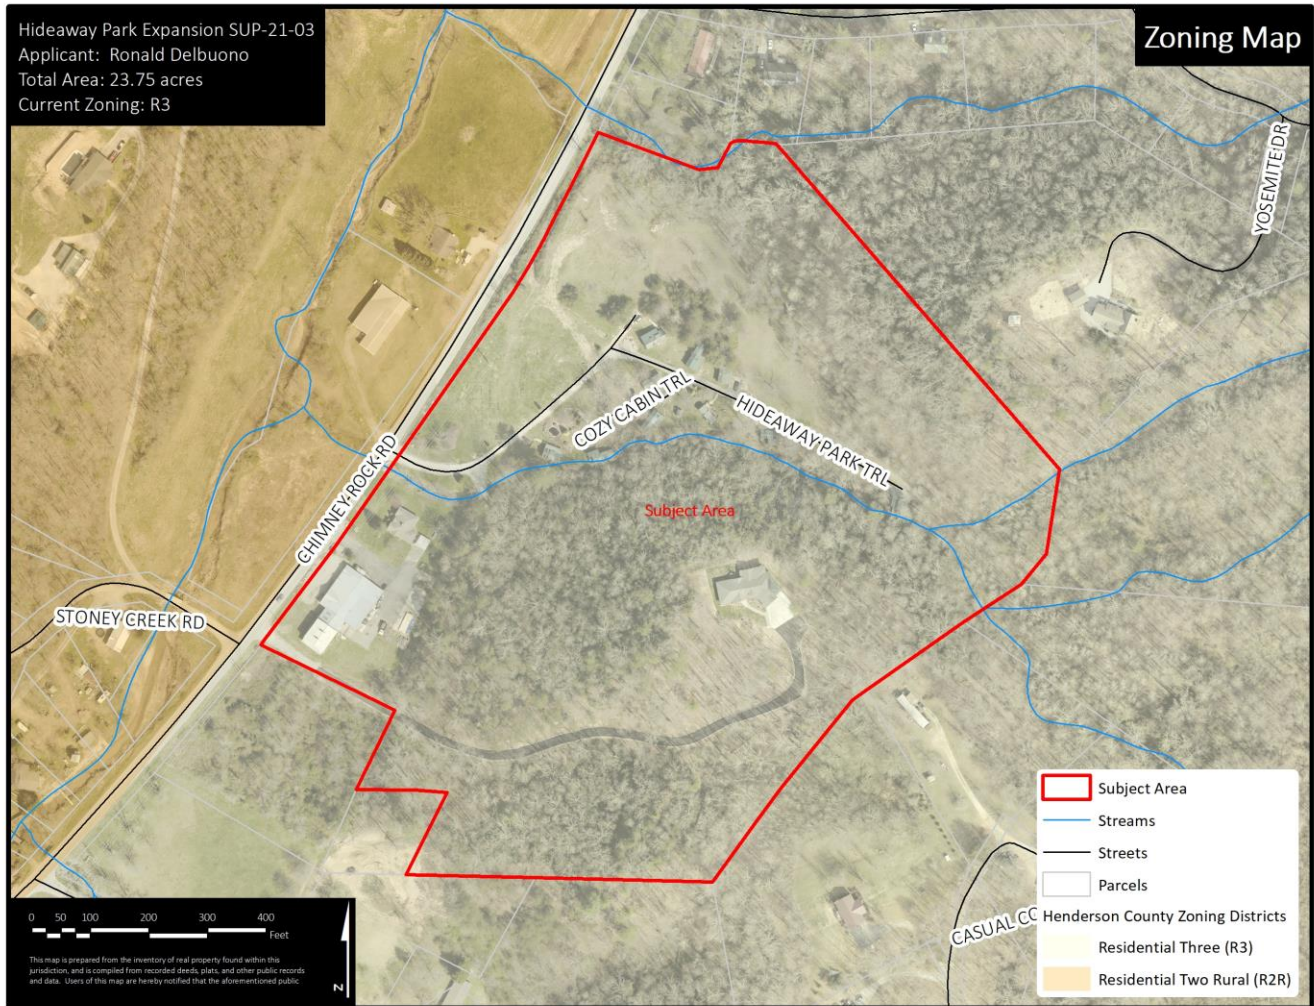 Hideaway Park Expansion SUP-21-03
Applicant: Ronald Delbuono
Total Area: 23.75 acres
Current Zoning: R3
Zoning Map
YOSEMITE DR
COZY CABIN TRL
HIDEAWAY PARK TRL
CHIMNEY ROCK RD
Subject Area
STONEY CREEK RD
CASUAL CO
Subject Area
Streams
Streets
Parcels
Henderson County Zoning Districts
Residential Three (R3)
Residential Two Rural (R2R)
0 50 100 200 300 400
Feet
N
This map is prepared from the inventory of real property found within this
jurisdiction, and is compiled from recorded deeds, plats, and other public records
and data. Users of this map are hereby notified that the aforementioned public